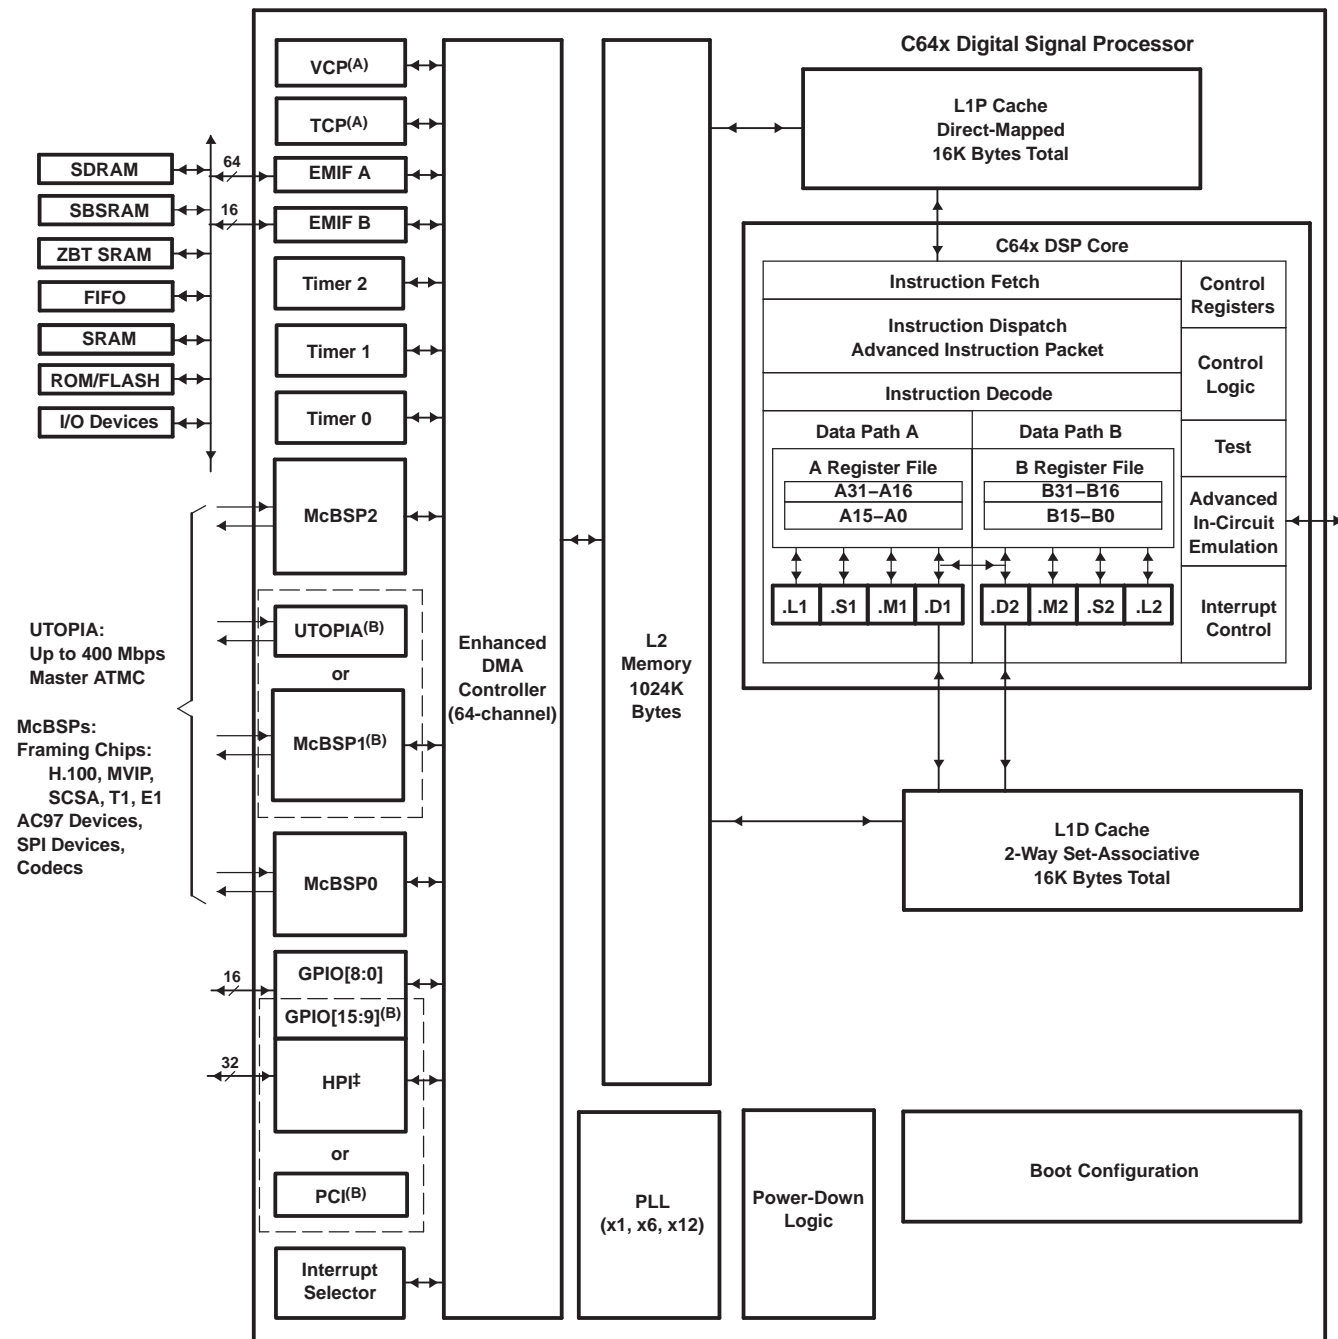 C64x Digital Signal Processor
VCP(A)
TCP(A)
EMIF A
EMIF B
Timer 2
Timer 1
Timer 0
McBSP2
UTOPIA(B)
or
McBSP1(B)
McBSP0
GPIO[8:0]
GPIO[15:9](B)
HPI‡
or
PCI(B)
Interrupt
Selector
64
16
16
32
SDRAM
SBSRAM
ZBT SRAM
FIFO
SRAM
ROM/FLASH
I/O Devices
UTOPIA:
Up to 400 Mbps
Master ATMC
McBSPs:
Framing Chips:
H.100, MVIP,
SCSA, T1, E1
AC97 Devices,
SPI Devices,
Codecs
Enhanced
DMA
Controller
(64-channel)
L2
Memory
1024K
Bytes
L1P Cache
Direct-Mapped
16K Bytes Total
C64x DSP Core
Instruction Fetch
Instruction Dispatch
Advanced Instruction Packet
Instruction Decode
Data Path A
Data Path B
A Register File
A31–A16
A15–A0
B Register File
B31–B16
B15–B0
.L1
.S1
.M1
.D1
.D2
.M2
.S2
.L2
Control
Registers
Control
Logic
Test
Advanced
In-Circuit
Emulation
Interrupt
Control
L1D Cache
2-Way Set-Associative
16K Bytes Total
PLL
(x1, x6, x12)
Power-Down
Logic
Boot Configuration